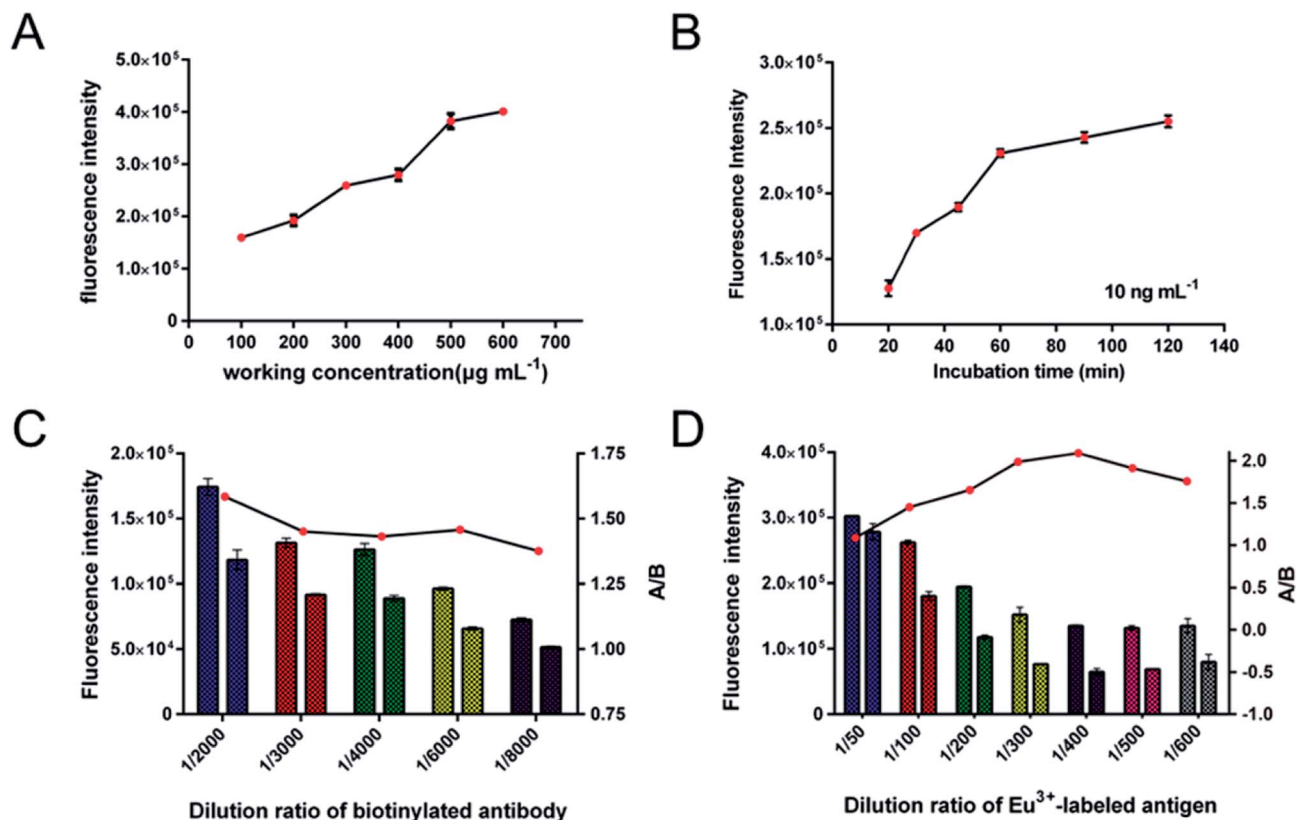 A
fluorescence intensity
5.0×10⁵
4.0×10⁵
3.0×10⁵
2.0×10⁵
1.0×10⁵
0
0 100 200 300 400 500 600 700
working concentration(μg mL⁻¹)
B
Fluorescence Intensity
3.0×10⁵
2.5×10⁵
2.0×10⁵
1.5×10⁵
1.0×10⁵
10 ng mL⁻¹
0 20 40 60 80 100 120 140
Incubation time (min)
C
Fluorescence intensity
2.0×10⁵
1.5×10⁵
1.0×10⁵
5.0×10⁴
0
1.75
1.50
1.25
1.00
0.75
A/B
1/2000 1/3000 1/4000 1/6000 1/8000
Dilution ratio of biotinylated antibody
D
Fluorescence intensity
4.0×10⁵
3.0×10⁵
2.0×10⁵
1.0×10⁵
0
2.0
1.5
1.0
0.5
0.0
-0.5
-1.0
A/B
1/50 1/100 1/200 1/300 1/400 1/500 1/600
Dilution ratio of Eu³⁺-labeled antigen